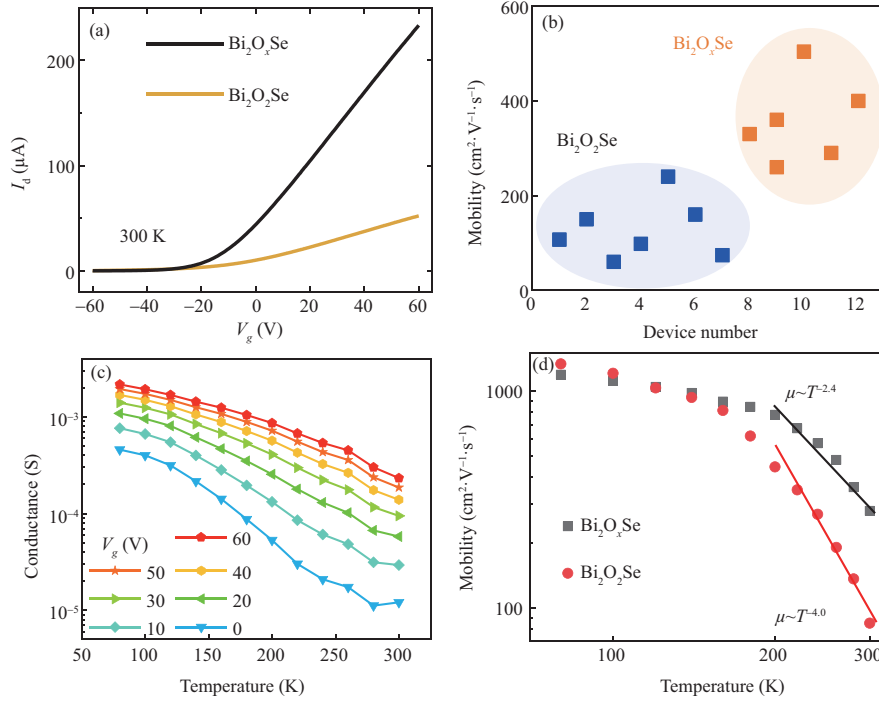 (a)
Bi₂OₓSe
Bi₂O₂Se
300 K
200
100
0
I_d (μA)
−60 −40 −20 0 20 40 60
V_g (V)
(b)
Bi₂OₓSe
Bi₂O₂Se
600
400
200
0
Mobility (cm²·V⁻¹·s⁻¹)
0 2 4 6 8 10 12
Device number
(c)
10⁻³
10⁻⁴
10⁻⁵
Conductance (S)
V_g (V) 60
50 40
30 20
10 0
50 100 150 200 250 300
Temperature (K)
(d)
μ~T⁻²·⁴
Bi₂OₓSe
Bi₂O₂Se
μ~T⁻⁴·⁰
1000
100
Mobility (cm²·V⁻¹·s⁻¹)
100 200 300
Temperature (K)